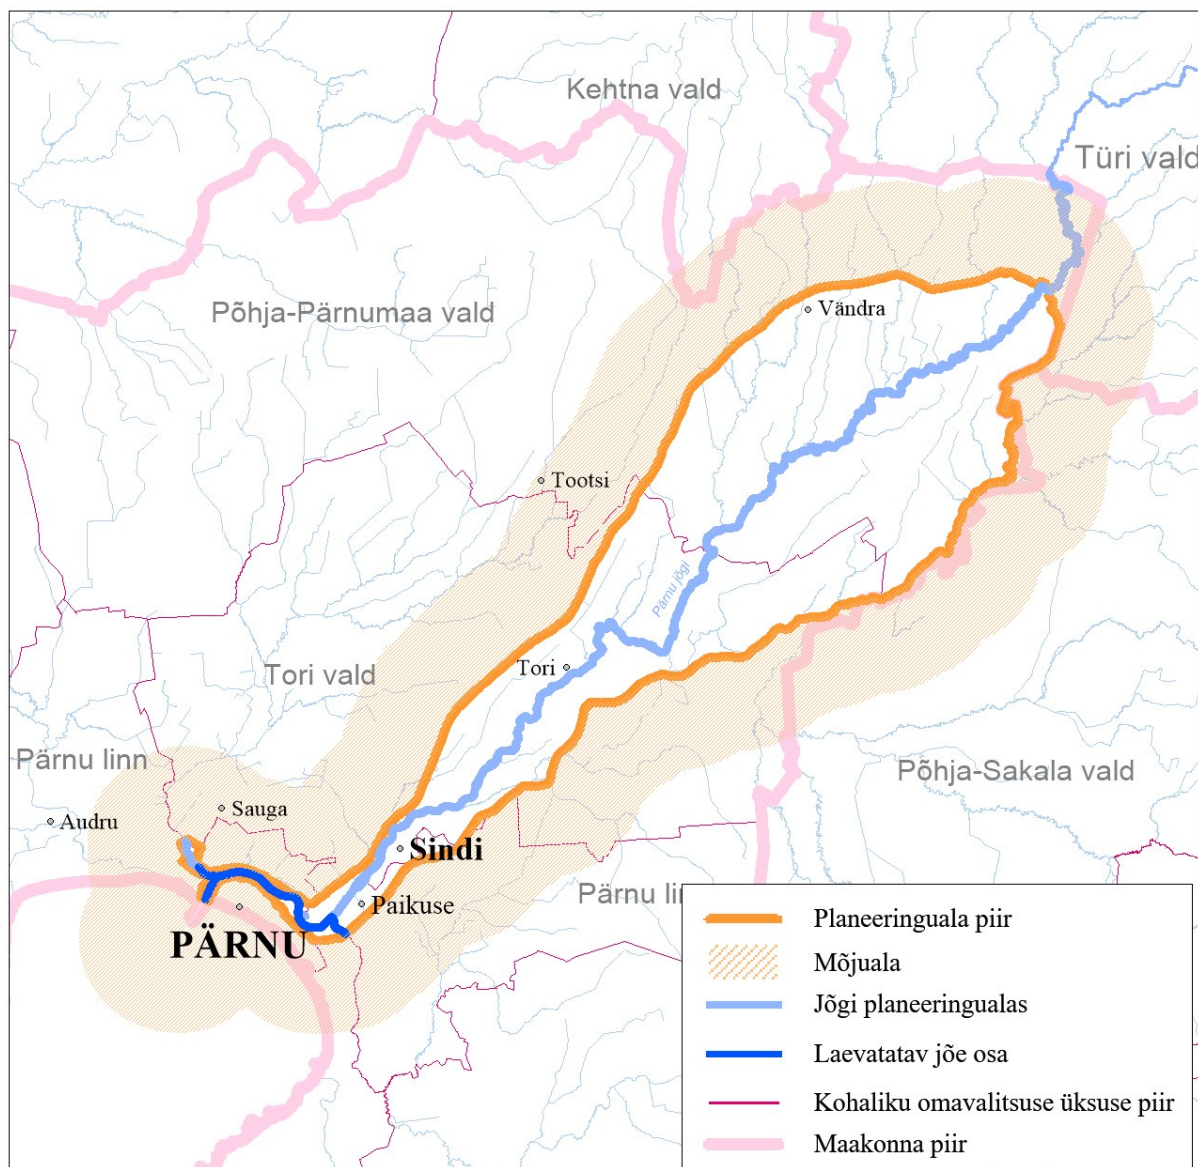 Kehtna vald
Türi vald
Põhja-Pärnumaa vald
Vändra
Tootsi
Pärnu jõgi
Tori
Tori vald
Pärnu linn
Põhja-Sakala vald
Sauga
Audru
Sindi
Pärnu lin
Paikuse
PÄRNU
Planeeringuala piir
Mõjuala
Jõgi planeeringualas
Laevatatav jõe osa
Kohaliku omavalitsuse üksuse piir
Maakonna piir